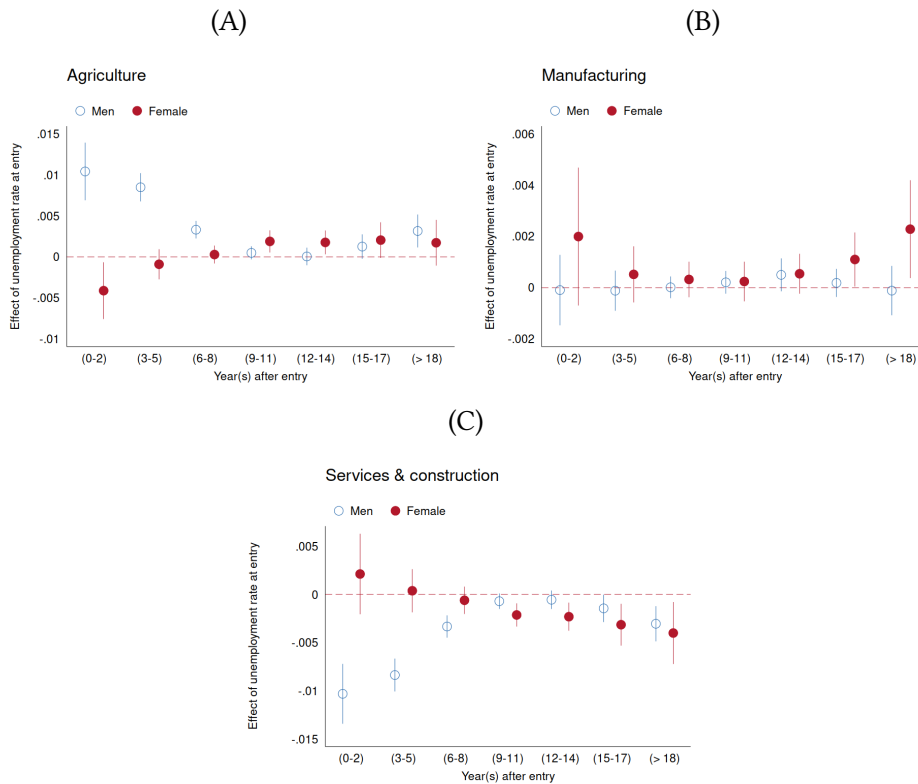 (A)
Agriculture
Men Female
Effect of unemployment rate at entry
.015
.01
.005
0
-.005
-.01
(0-2) (3-5) (6-8) (9-11) (12-14) (15-17) (> 18)
Year(s) after entry
(B)
Manufacturing
Men Female
Effect of unemployment rate at entry
.006
.004
.002
0
-.002
(0-2) (3-5) (6-8) (9-11) (12-14) (15-17) (> 18)
Year(s) after entry
(C)
Services & construction
Men Female
Effect of unemployment rate at entry
.005
0
-.005
-.01
-.015
(0-2) (3-5) (6-8) (9-11) (12-14) (15-17) (> 18)
Year(s) after entry